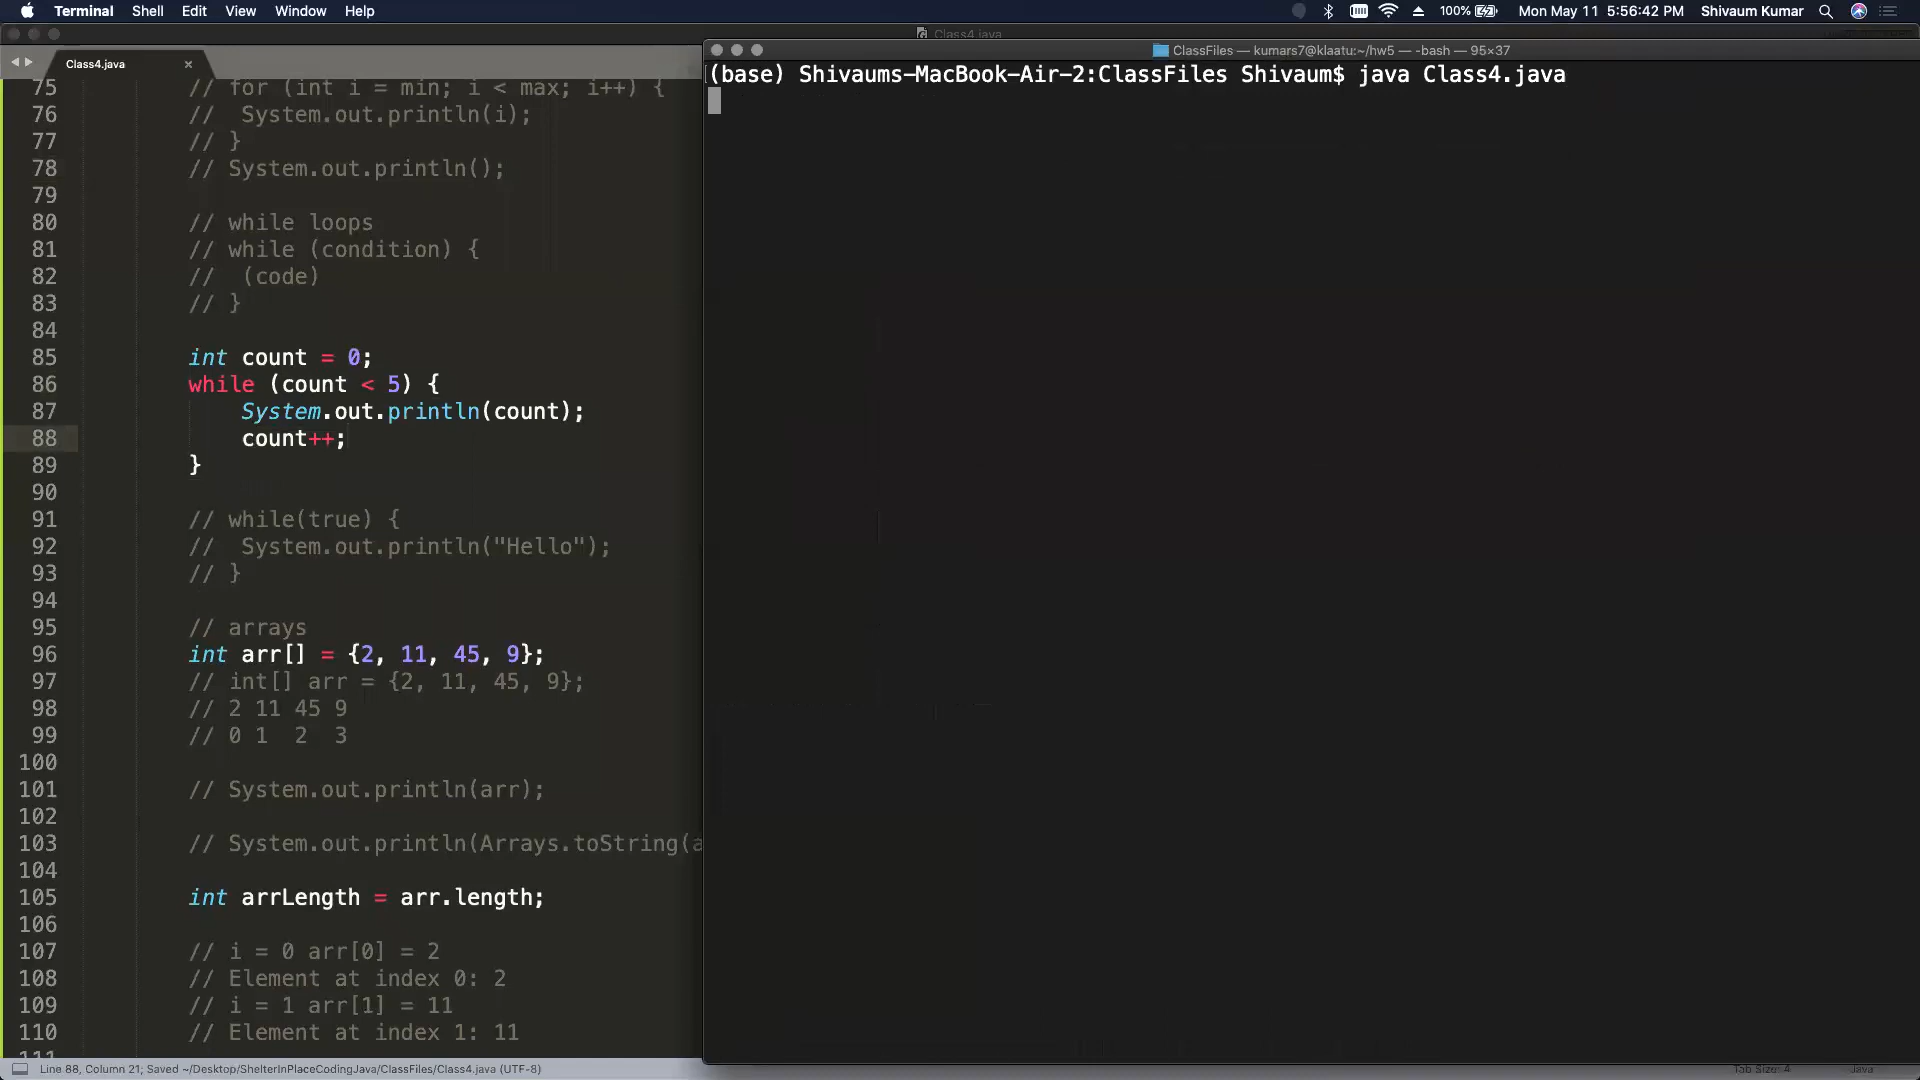 Terminal Shell Edit View Window Help 100% Mon May 11 5:56:42 PM Shivaum Kumar
Class4.java
Class4.java ×
ClassFiles — kumars7@klaatu:~/hw5 — -bash — 95×37
(base) Shivaums-MacBook-Air-2:ClassFiles Shivaum$ java Class4.java
75 // for (int i = min; i < max; i++) {
76 // System.out.println(i);
77 // }
78 // System.out.println();
79
80 // while loops
81 // while (condition) {
82 // (code)
83 // }
84
85 int count = 0;
86 while (count < 5) {
87 System.out.println(count);
88 count++;
89 }
90
91 // while(true) {
92 // System.out.println("Hello");
93 // }
94
95 // arrays
96 int arr[] = {2, 11, 45, 9};
97 // int[] arr = {2, 11, 45, 9};
98 // 2 11 45 9
99 // 0 1 2 3
100
101 // System.out.println(arr);
102
103 // System.out.println(Arrays.toString(a
104
105 int arrLength = arr.length;
106
107 // i = 0 arr[0] = 2
108 // Element at index 0: 2
109 // i = 1 arr[1] = 11
110 // Element at index 1: 11
111
Line 88, Column 21; Saved ~/Desktop/ShelterInPlaceCodingJava/ClassFiles/Class4.java (UTF-8) Tab Size: 4 Java